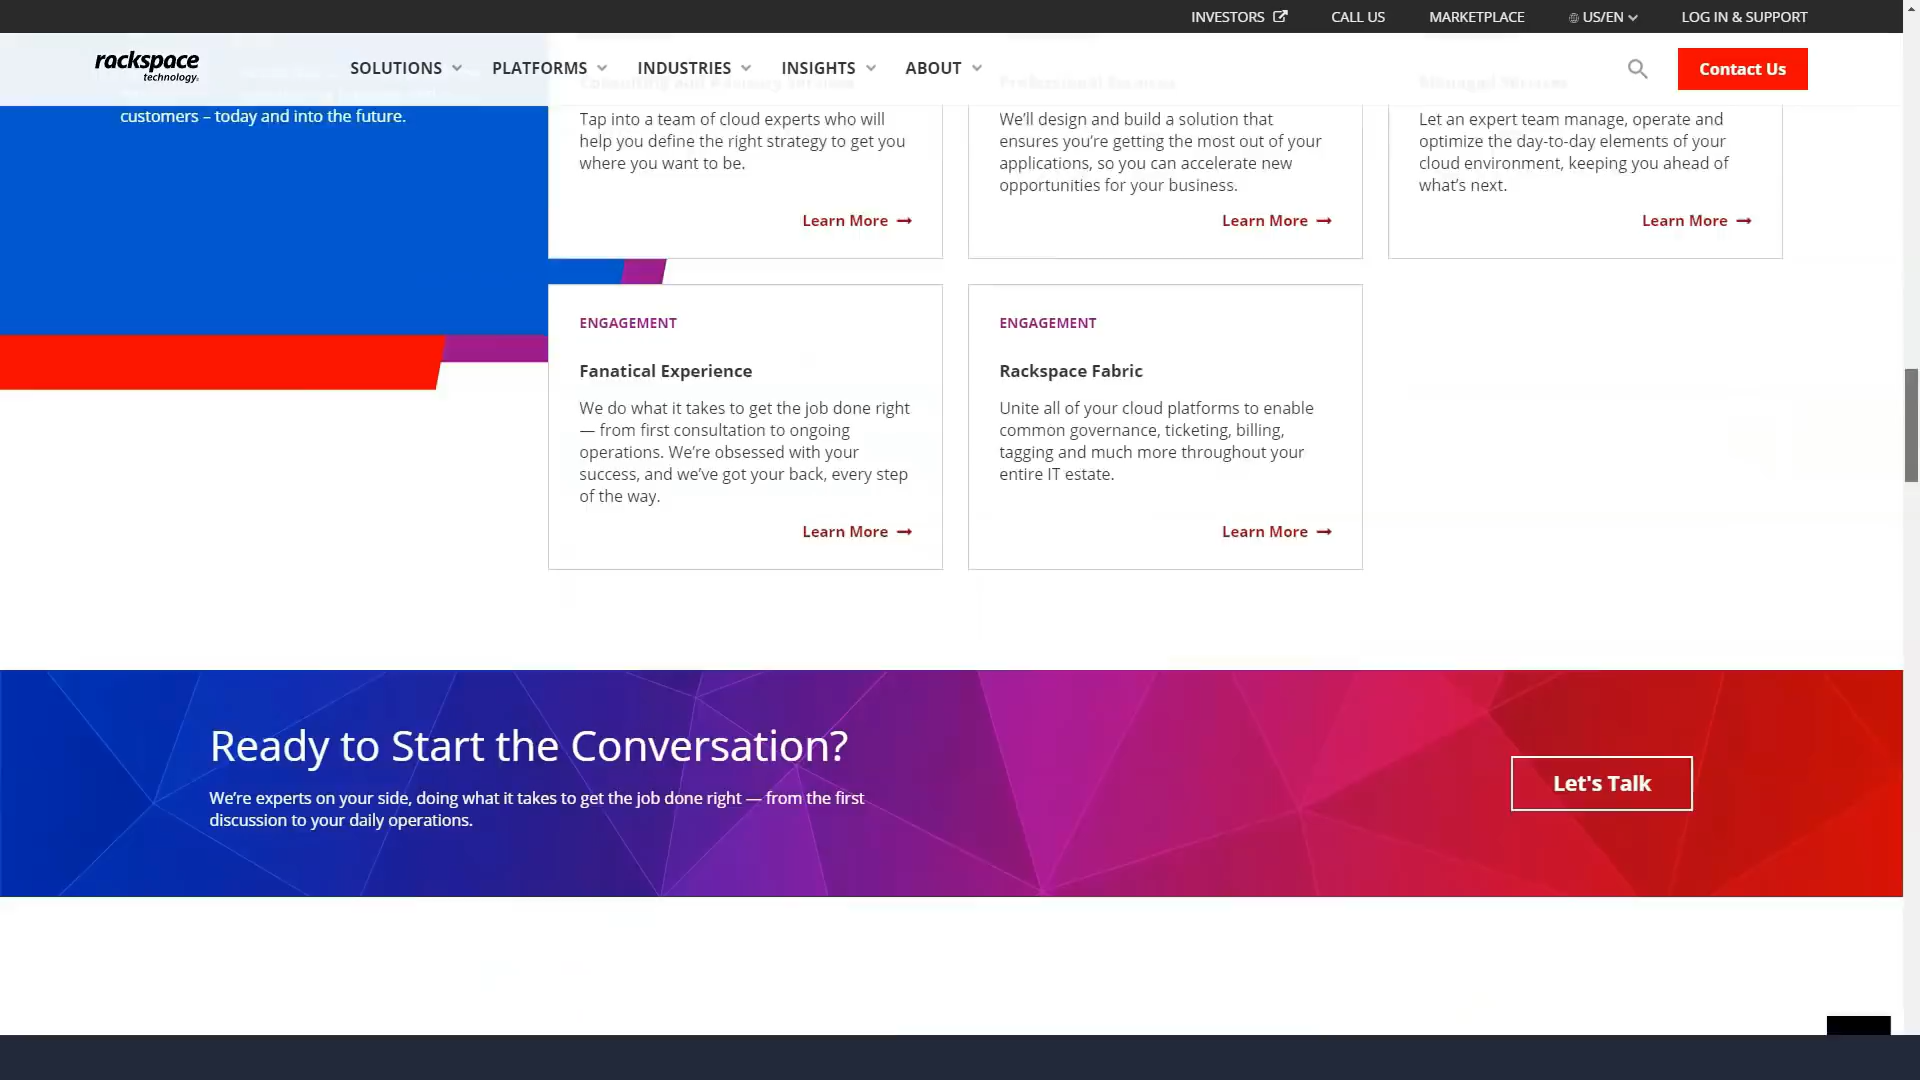 INVESTORS
CALL US
MARKETPLACE
US/EN
LOG IN & SUPPORT
rackspace
technology
SOLUTIONS
PLATFORMS
INDUSTRIES
INSIGHTS
ABOUT
Contact Us
customers – today and into the future.
Tap into a team of cloud experts who will
help you define the right strategy to get you
where you want to be.
Learn More
We’ll design and build a solution that
ensures you’re getting the most out of your
applications, so you can accelerate new
opportunities for your business.
Learn More
Let an expert team manage, operate and
optimize the day-to-day elements of your
cloud environment, keeping you ahead of
what’s next.
Learn More
ENGAGEMENT
Fanatical Experience
We do what it takes to get the job done right
— from first consultation to ongoing
operations. We’re obsessed with your
success, and we’ve got your back, every step
of the way.
Learn More
ENGAGEMENT
Rackspace Fabric
Unite all of your cloud platforms to enable
common governance, ticketing, billing,
tagging and much more throughout your
entire IT estate.
Learn More
Ready to Start the Conversation?
We’re experts on your side, doing what it takes to get the job done right — from the first
discussion to your daily operations.
Let's Talk